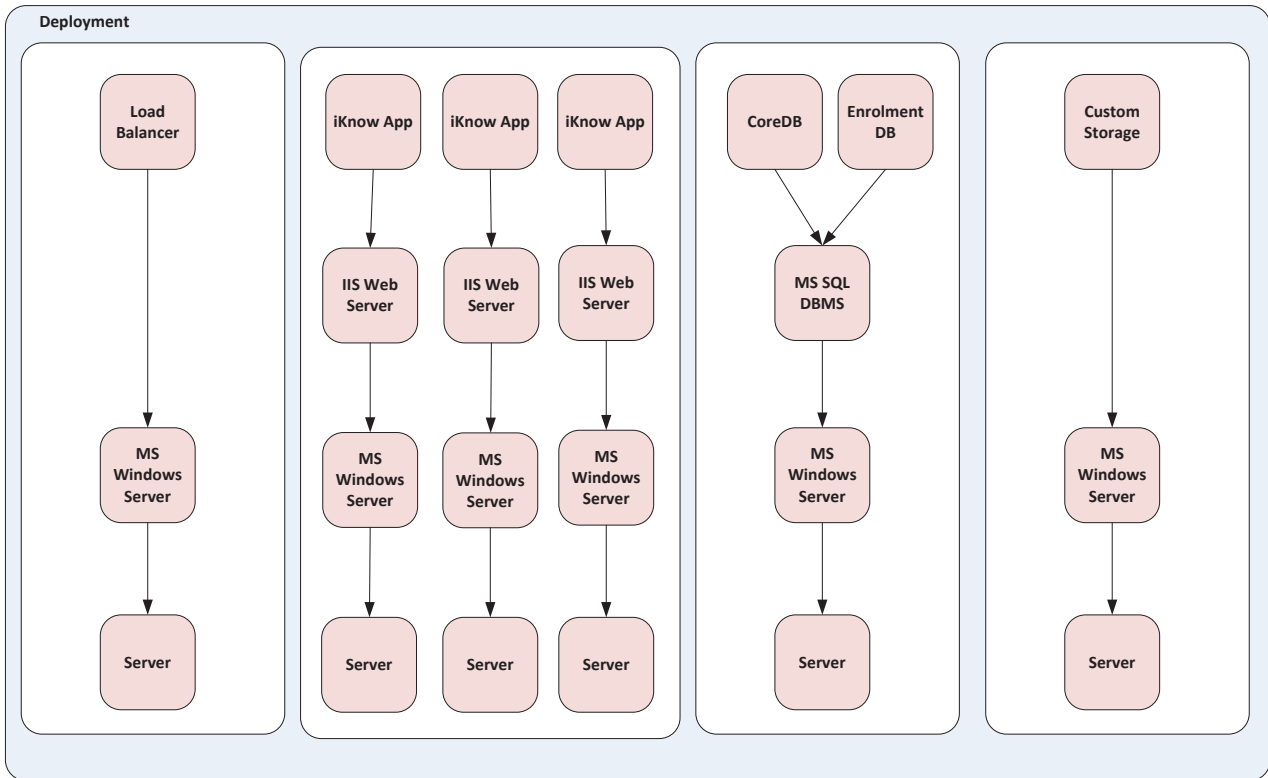 Deployment
Load
Balancer
MS
Windows
Server
Server
iKnow App
iKnow App
iKnow App
IIS Web
Server
IIS Web
Server
IIS Web
Server
MS
Windows
Server
MS
Windows
Server
MS
Windows
Server
Server
Server
Server
CoreDB
Enrolment
DB
MS SQL
DBMS
MS
Windows
Server
Server
Custom
Storage
MS
Windows
Server
Server